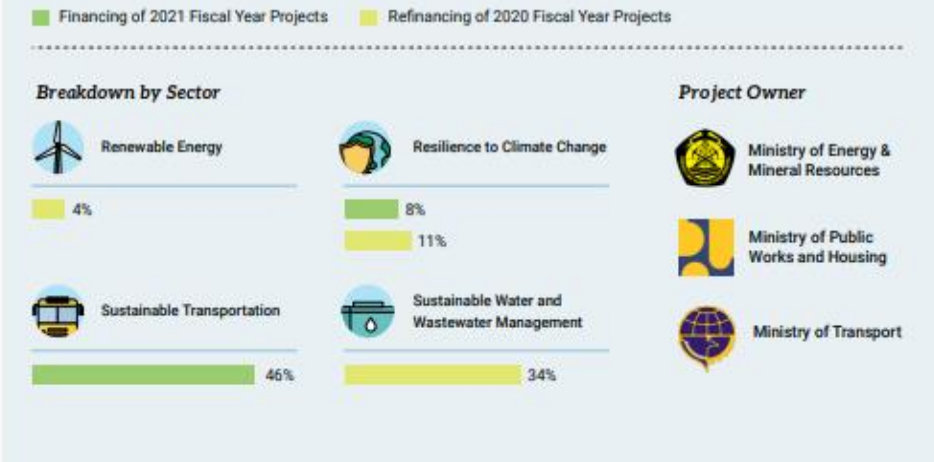 Financing of 2021 Fiscal Year Projects
Refinancing of 2020 Fiscal Year Projects
Breakdown by Sector
Renewable Energy
4%
Resilience to Climate Change
8%
11%
Sustainable Transportation
46%
Sustainable Water and
Wastewater Management
34%
Project Owner
Ministry of Energy &
Mineral Resources
Ministry of Public
Works and Housing
Ministry of Transport